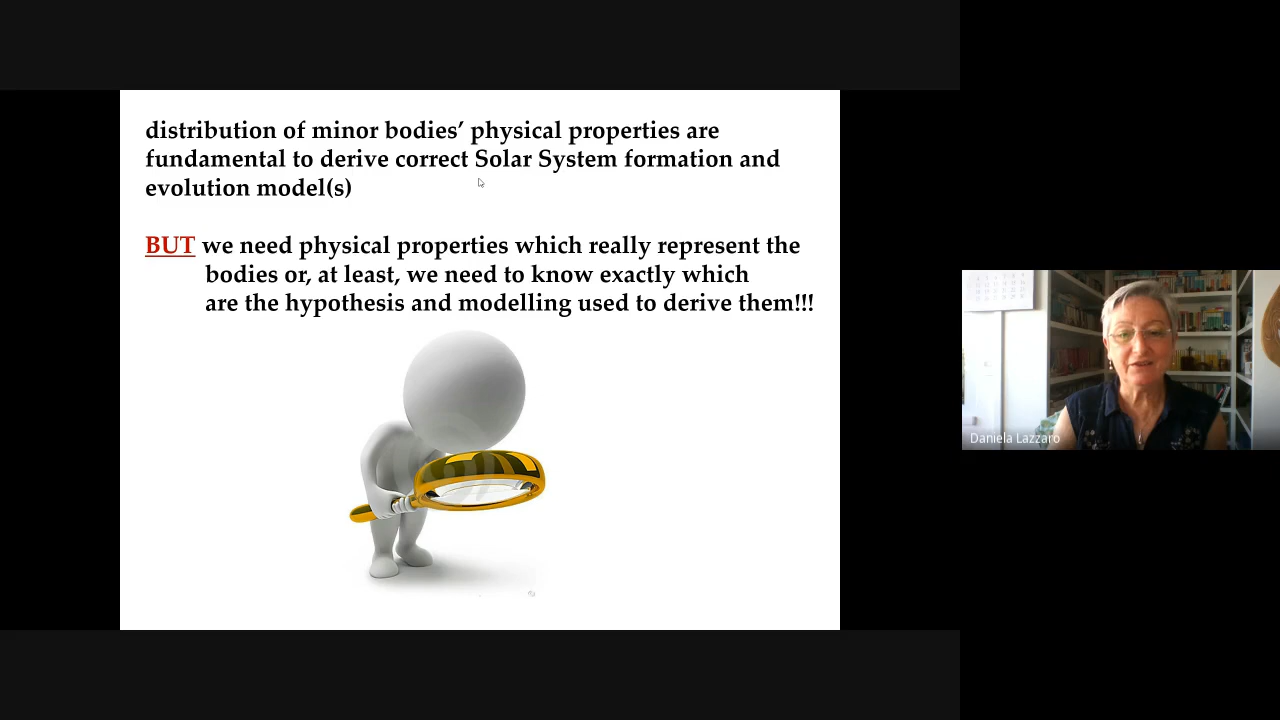 distribution of minor bodies’ physical properties are
fundamental to derive correct Solar System formation and
evolution model(s)
BUT we need physical properties which really represent the
bodies or, at least, we need to know exactly which
are the hypothesis and modelling used to derive them!!!
Daniela Lazzaro